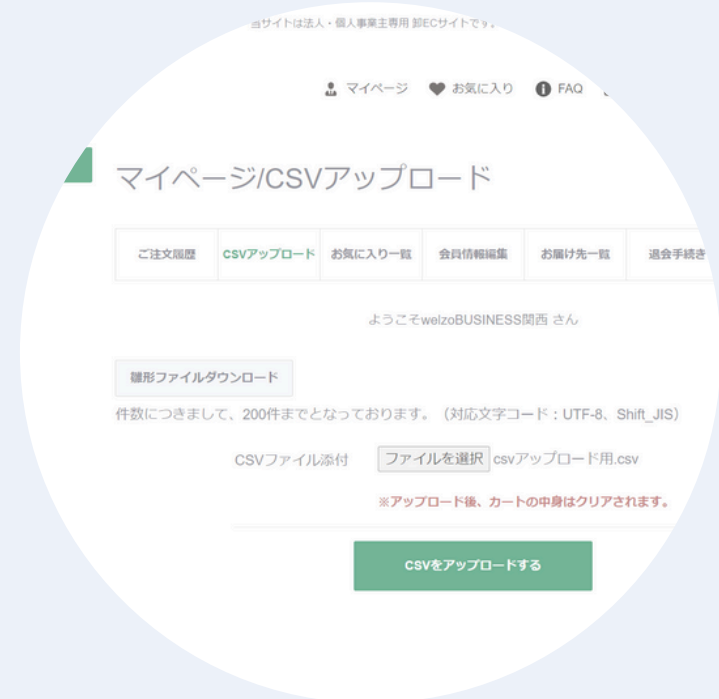 当サイトは法人・個人事業主専用 卸ECサイトです。
マイページ お気に入り FAQ
マイページ/CSVアップロード
ご注文履歴 CSVアップロード お気に入り一覧 会員情報編集 お届け先一覧 退会手続き
ようこそwelzoBUSINESS関西 さん
雛形ファイルダウンロード
件数につきまして、200件までとなっております。（対応文字コード：UTF-8、Shift_JIS）
CSVファイル添付 ファイルを選択 csvアップロード用.csv
※アップロード後、カートの中身はクリアされます。
CSVをアップロードする